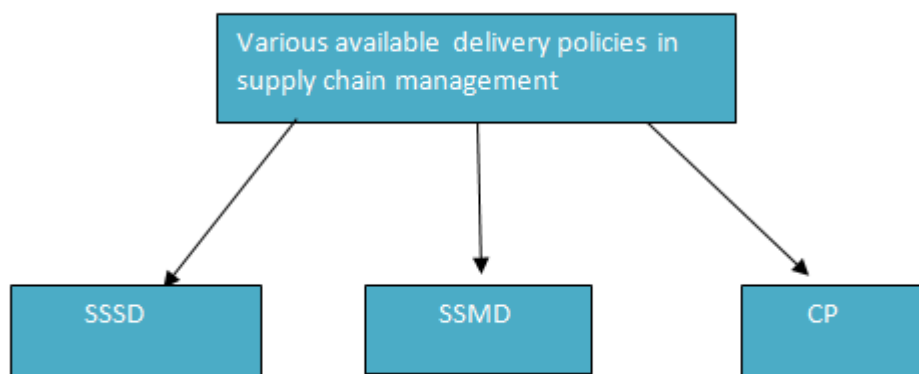 Various available delivery policies in
supply chain management
SSSD
SSMD
CP